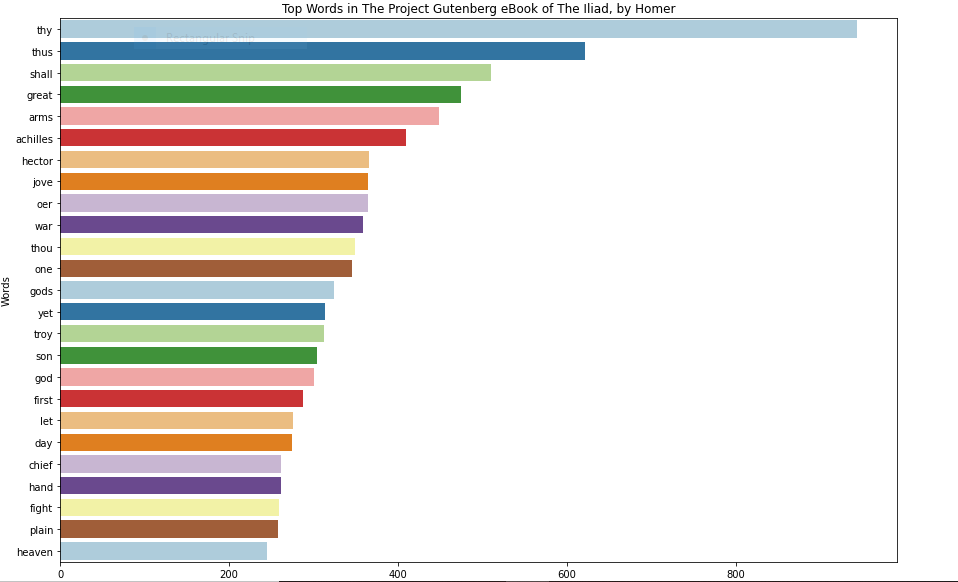 Top Words in The Project Gutenberg eBook of The Iliad, by Homer
Rectangular Snip
thy
thus
shall
great
arms
achilles
hector
jove
oer
war
thou
one
gods
yet
troy
son
god
first
let
day
chief
hand
fight
plain
heaven
Words
0 200 400 600 800